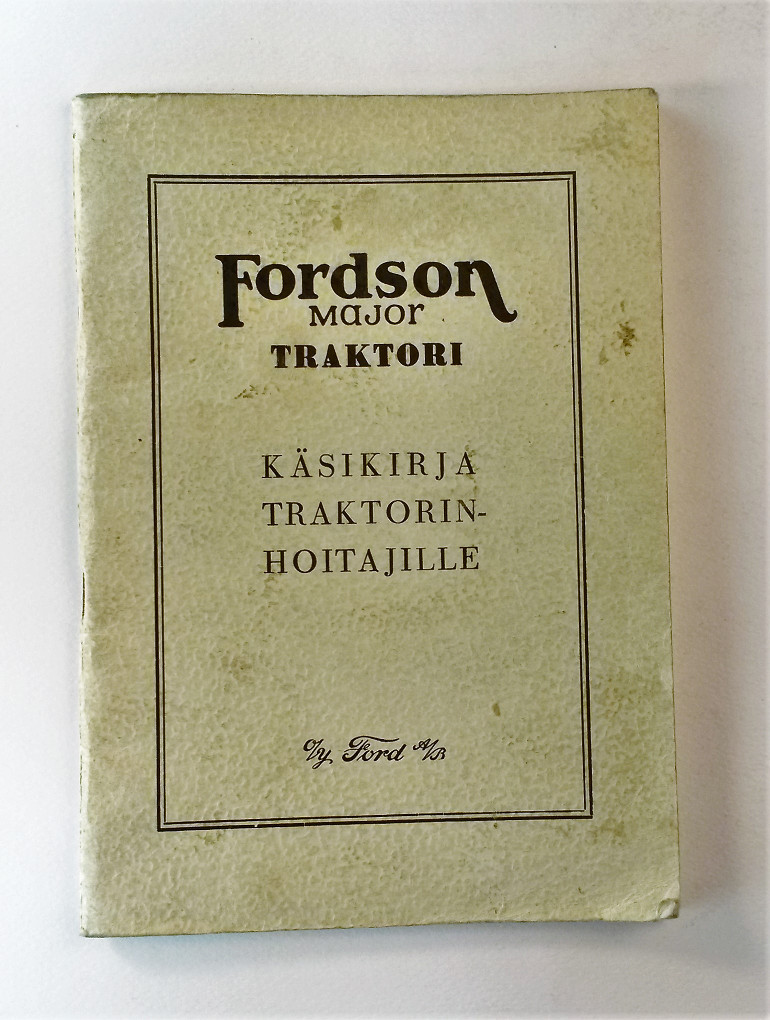 Fordson
Major
TRAKTORI
KÄSIKIRJA
TRAKTORIN-
HOITAJILLE
O/y Ford A/B